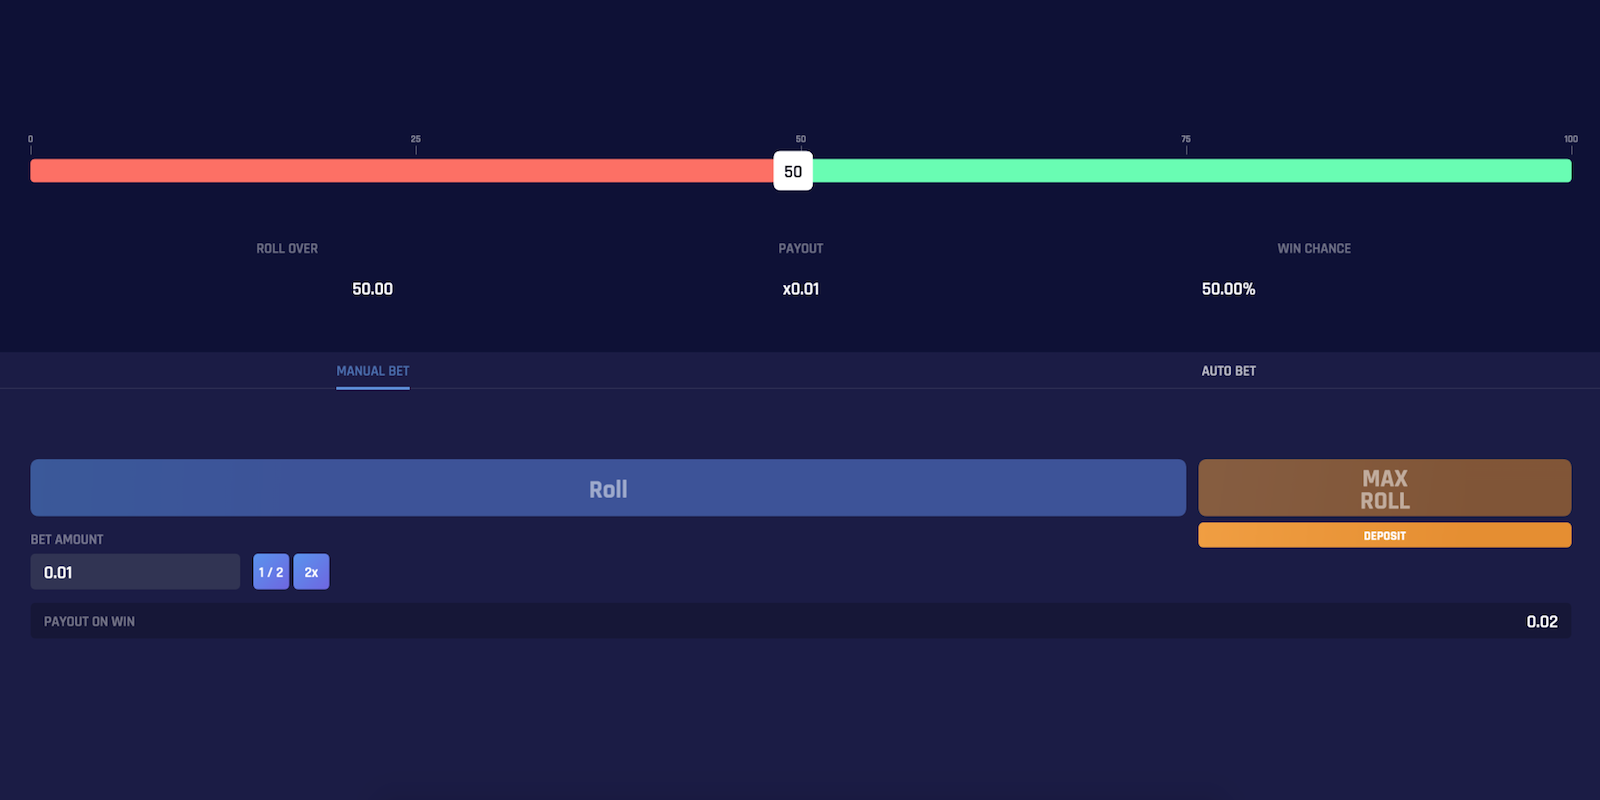 0 25 50 75 100
50
ROLL OVER PAYOUT WIN CHANCE
50.00 x0.01 50.00%
MANUAL BET AUTO BET
Roll
MAX
ROLL
DEPOSIT
BET AMOUNT
0.01 1 / 2 2x
PAYOUT ON WIN 0.02